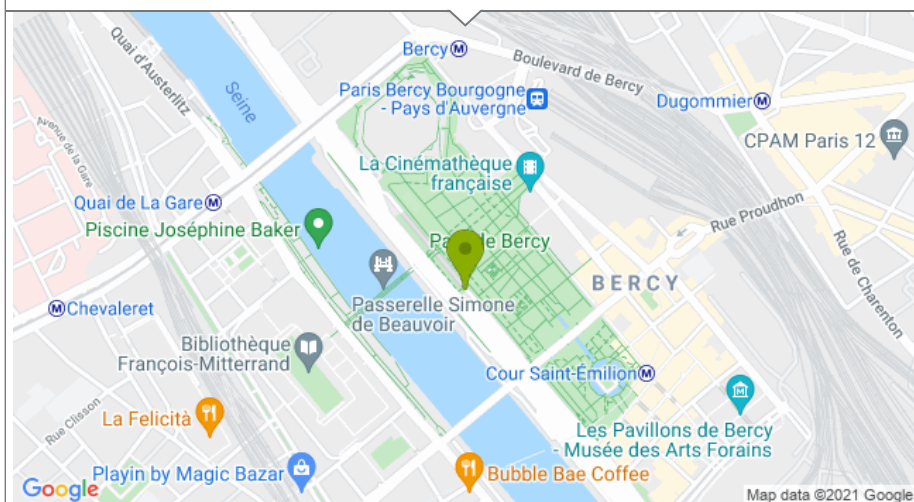 Quai d'Austerlitz
Bercy M
Boulevard de Bercy
Seine
Avenue de la Gare
Paris Bercy Bourgogne
- Pays d'Auvergne
Dugommier M
CPAM Paris 12
La Cinémathèque
française
Quai de La Gare M
Rue Proudhon
Piscine Joséphine Baker
de Bercy
BERCY
Rue de Charenton
M Chevaleret
Passerelle Simone
de Beauvoir
Bibliothèque
François-Mitterrand
Cour Saint-Émilion M
Rue Clisson
La Felicità
Les Pavillons de Bercy
- Musée des Arts Forains
Playin by Magic Bazar
Bubble Bae Coffee
Google
Map data ©2021 Google